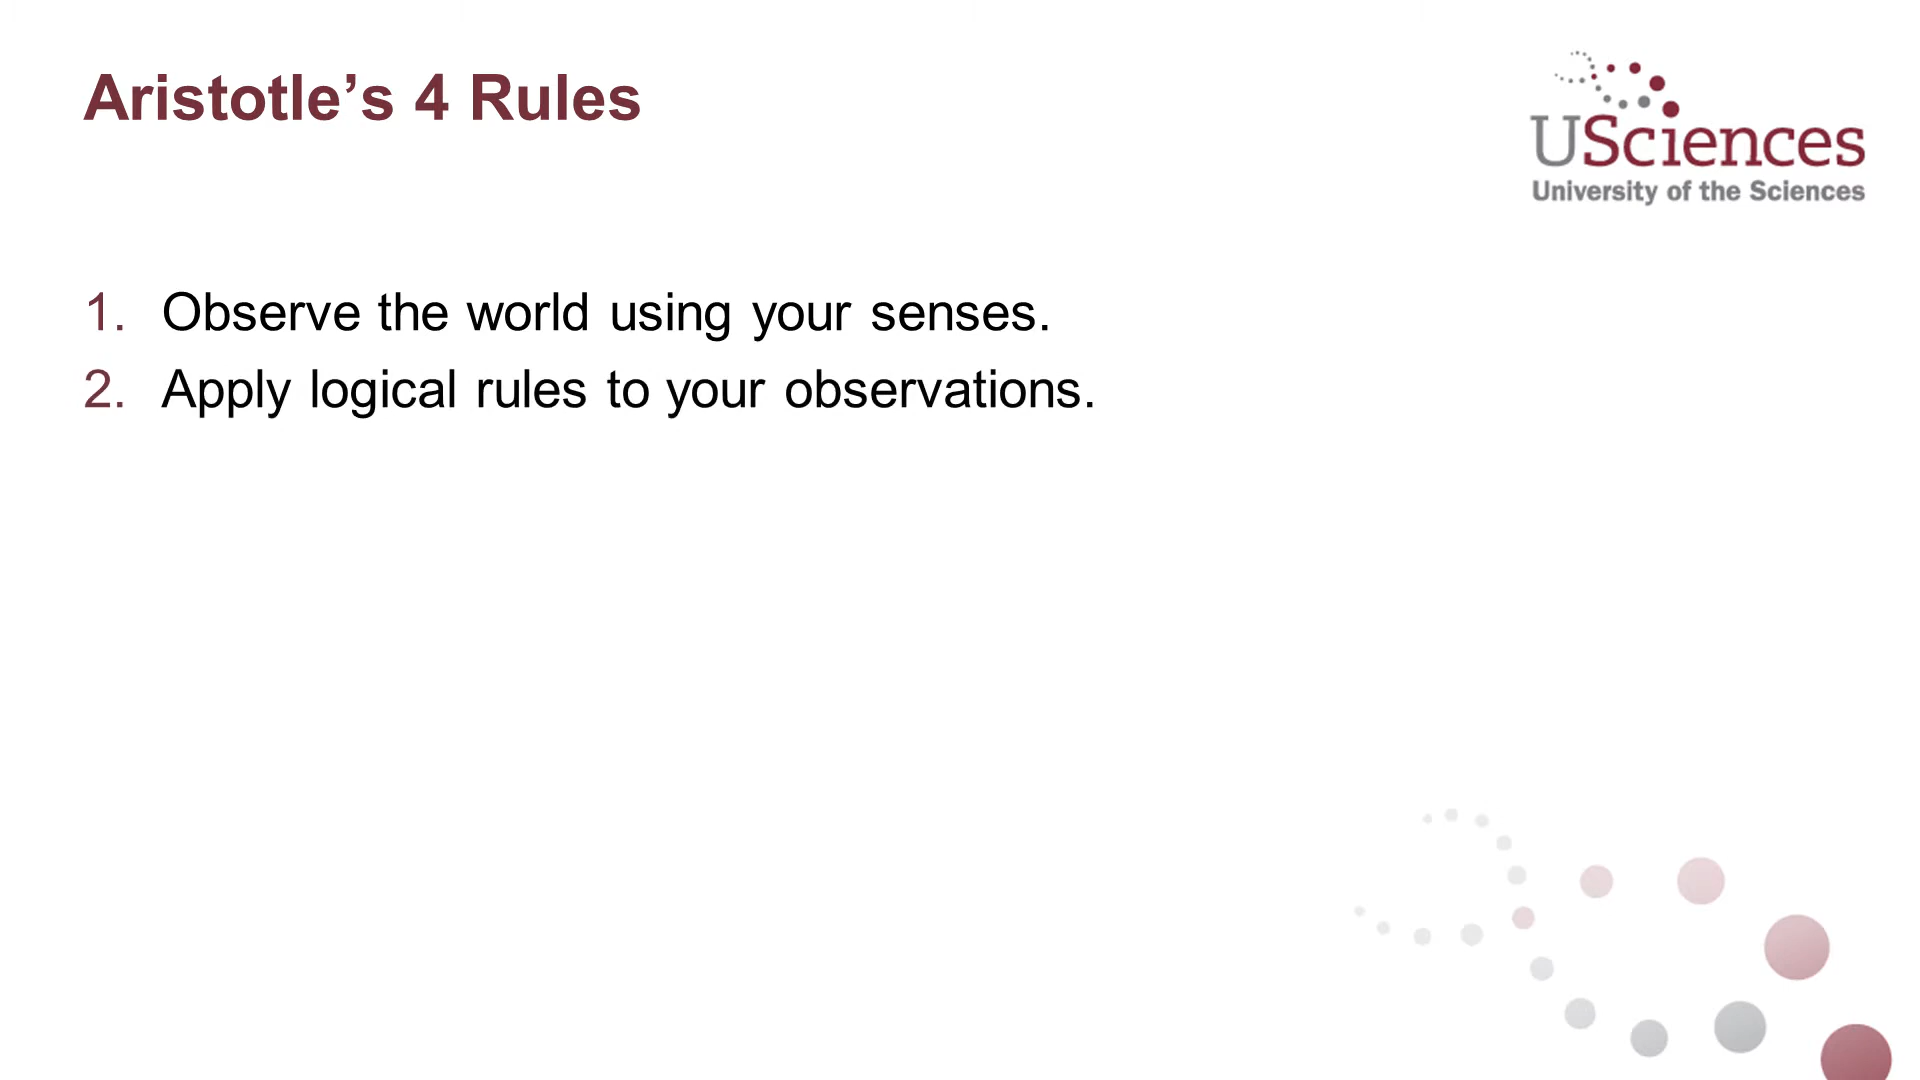 Aristotle’s 4 Rules
USciences
University of the Sciences
1. Observe the world using your senses.
2. Apply logical rules to your observations.